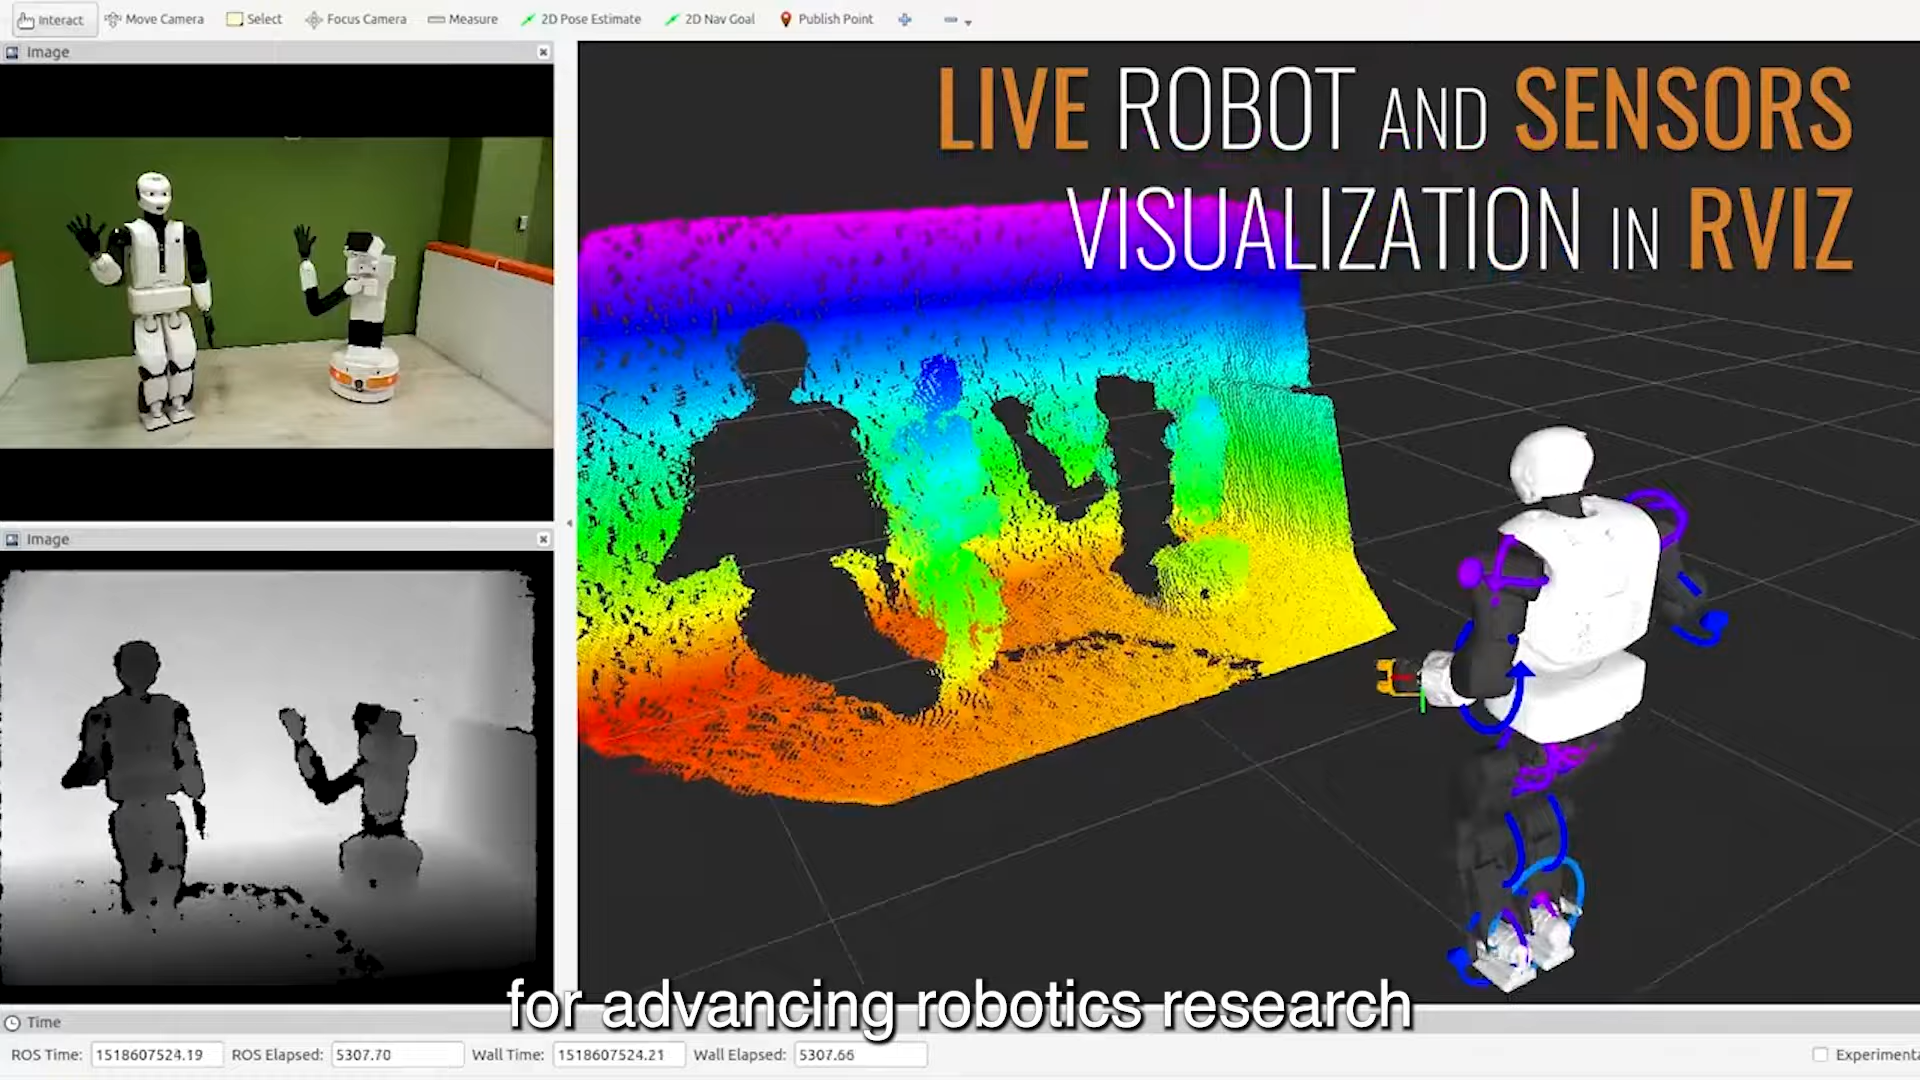 Interact Move Camera Select Focus Camera Measure 2D Pose Estimate 2D Nav Goal Publish Point
Image
LIVE ROBOT AND SENSORS
VISUALIZATION IN RVIZ
Image
for advancing robotics research
Time
ROS Time: 1518607524.19 ROS Elapsed: 5307.70 Wall Time: 1518607524.21 Wall Elapsed: 5307.66 Experimenta